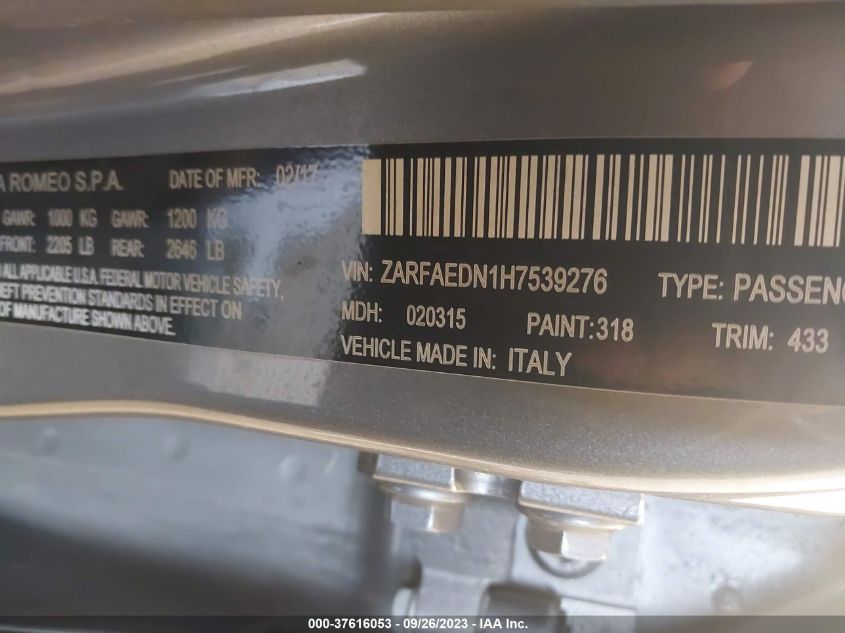 A ROMEO S.P.A. DATE OF MFR: 02/17
GAWR: 1000 KG GAWR: 1200 KG
FRONT: 2205 LB REAR: 2646 LB
ALL APPLICABLE U.S.A. FEDERAL MOTOR VEHICLE SAFETY,
EFT PREVENTION STANDARDS IN EFFECT ON
OF MANUFACTURE SHOWN ABOVE.
VIN: ZARFAEDN1H7539276 TYPE: PASSENG
MDH: 020315 PAINT:318 TRIM: 433
VEHICLE MADE IN: ITALY
000-37616053 - 09/26/2023 - IAA Inc.